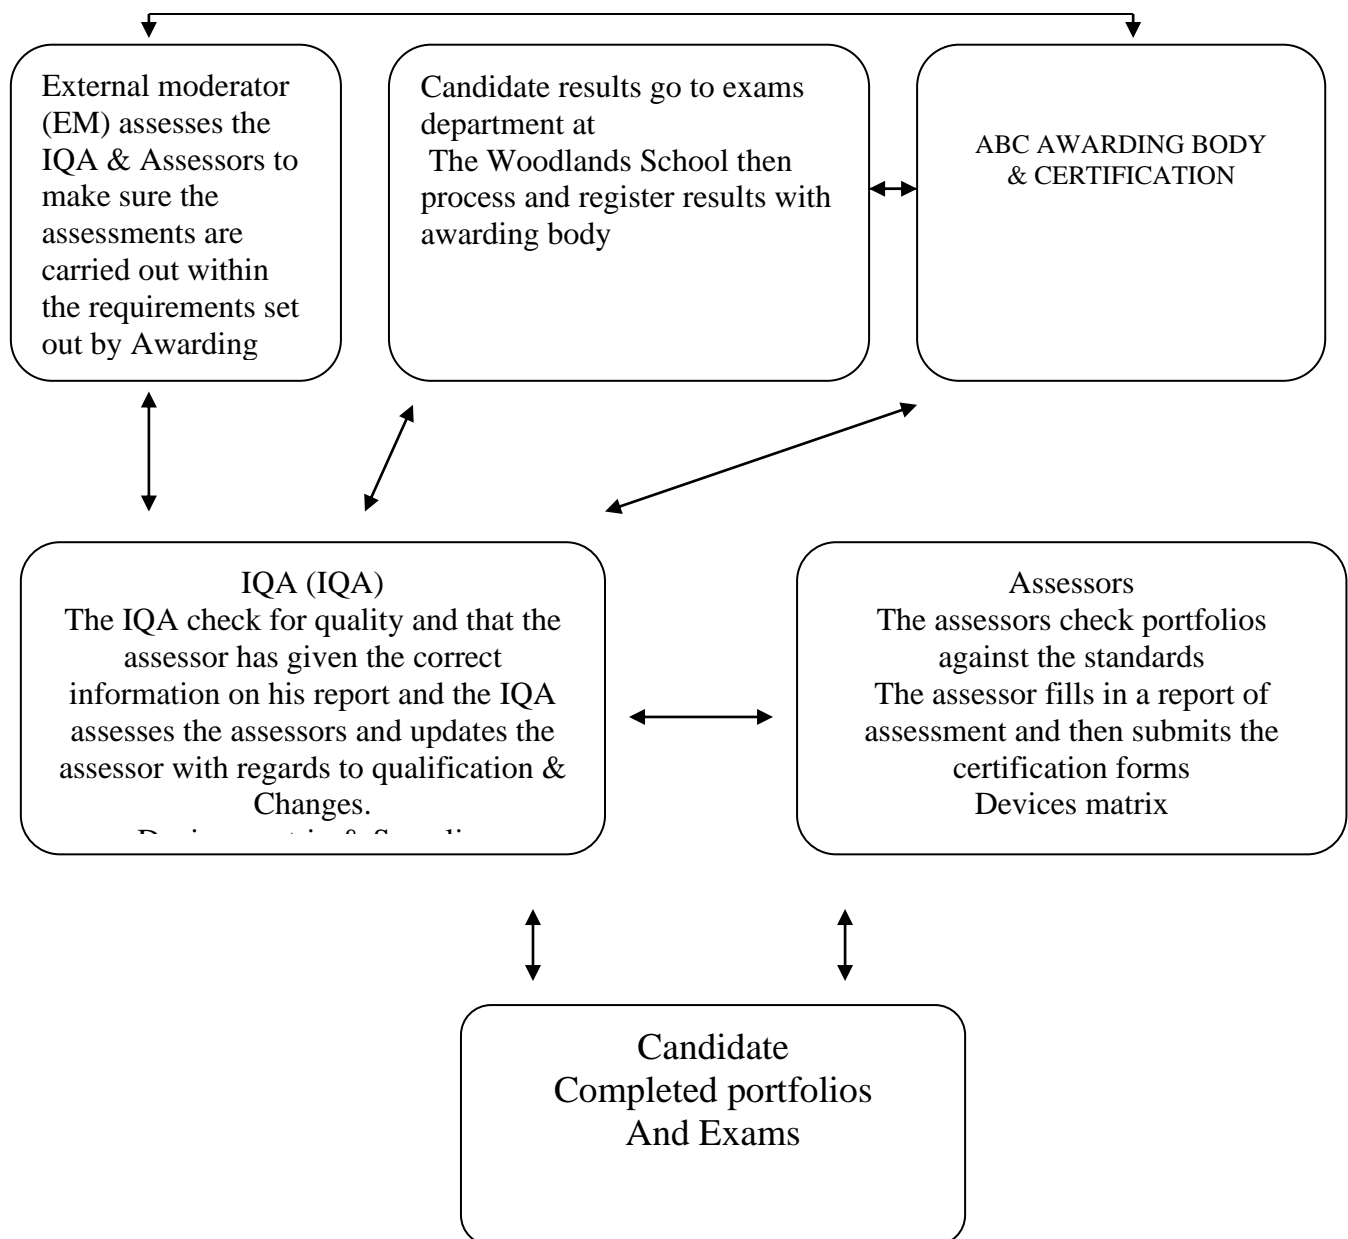 External moderator
(EM) assesses the
IQA & Assessors to
make sure the
assessments are
carried out within
the requirements set
out by Awarding
Candidate results go to exams
department at
The Woodlands School then
process and register results with
awarding body
ABC AWARDING BODY
& CERTIFICATION
IQA (IQA)
The IQA check for quality and that the
assessor has given the correct
information on his report and the IQA
assesses the assessors and updates the
assessor with regards to qualification &
Changes.
Assessors
The assessors check portfolios
against the standards
The assessor fills in a report of
assessment and then submits the
certification forms
Devices matrix
Candidate
Completed portfolios
And Exams